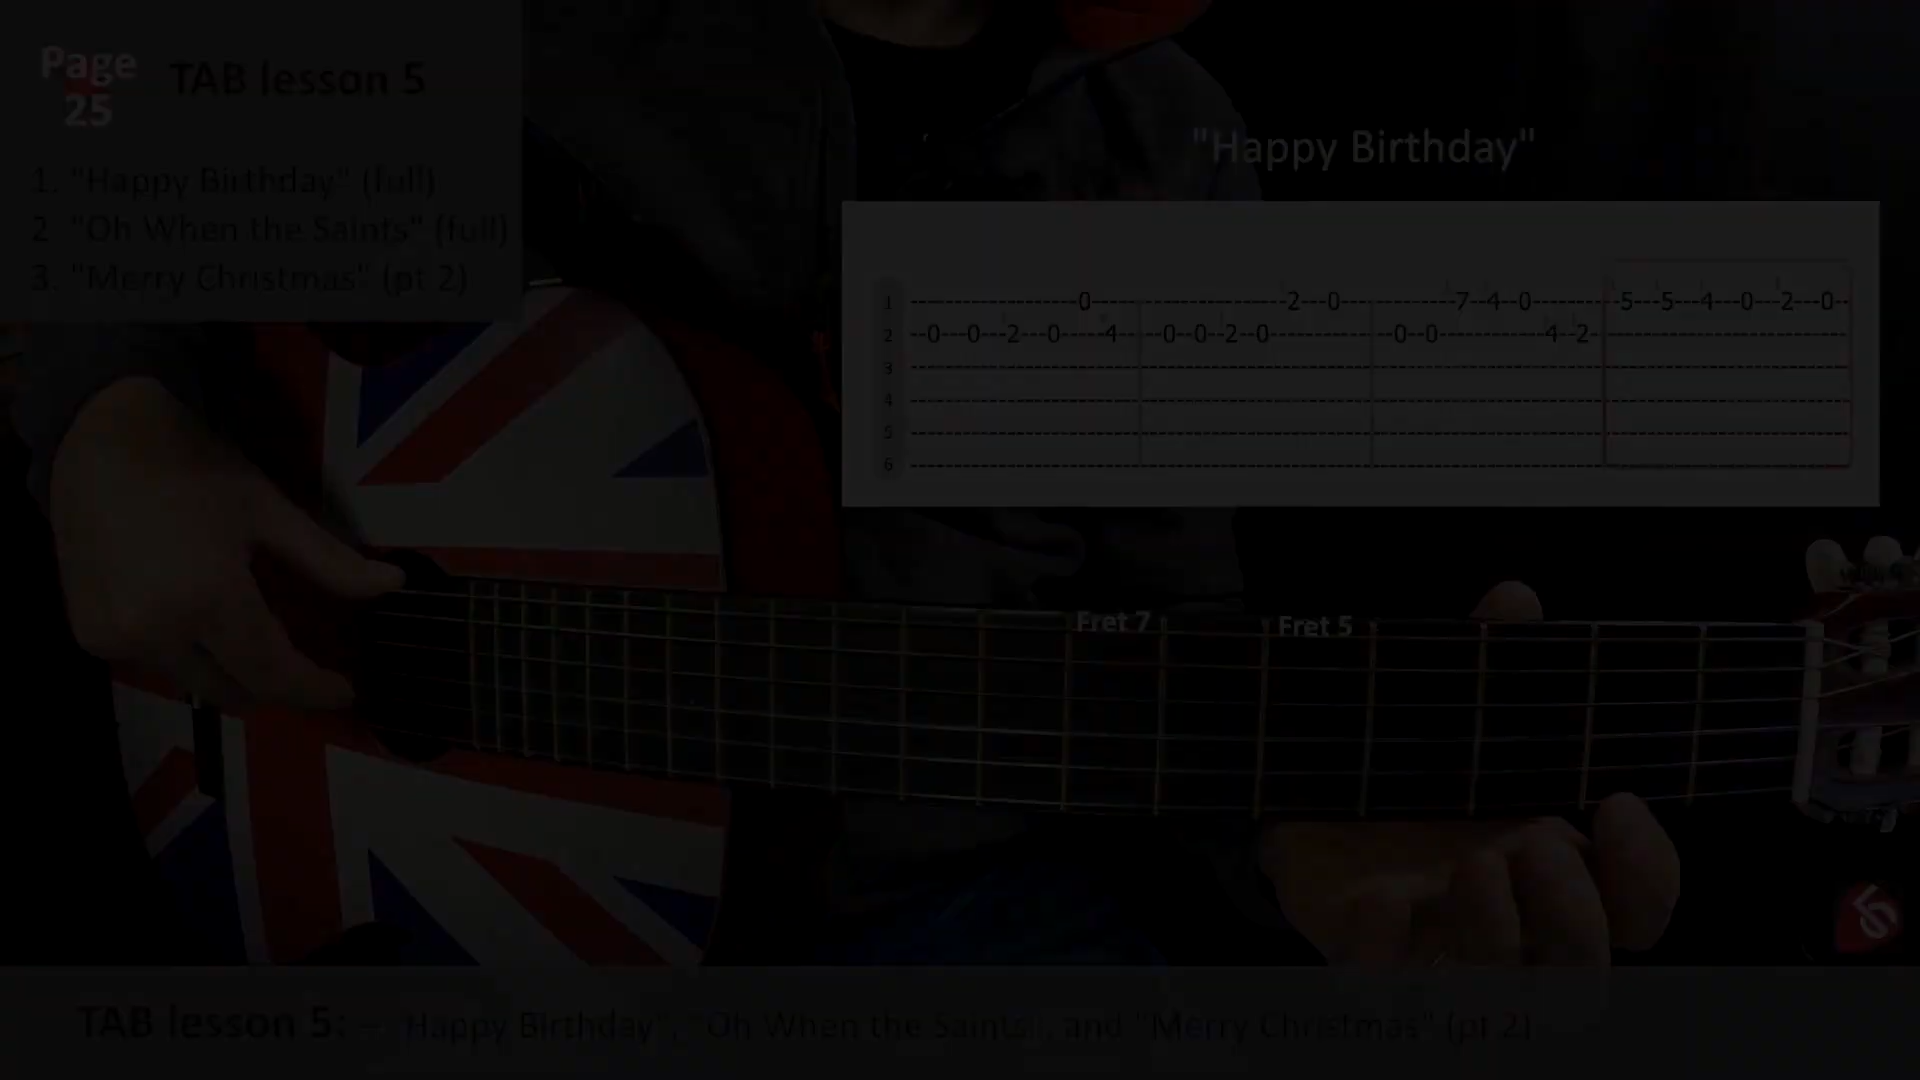 Page
25
TAB lesson 5
1. "Happy Birthday" (full)
2 "Oh When the Saints" (full)
3. "Merry Christmas" (pt 2)
"Happy Birthday"
1 0 2 0 7 4 0 5 5 4 0 2 0
2 0 0 2 0 4 0 0 2 0 0 0 4 2
3
4
5
6
Fret 7 Fret 5
TAB lesson 5: – "Happy Birthday", "Oh When the Saints", and "Merry Christmas" (pt 2)